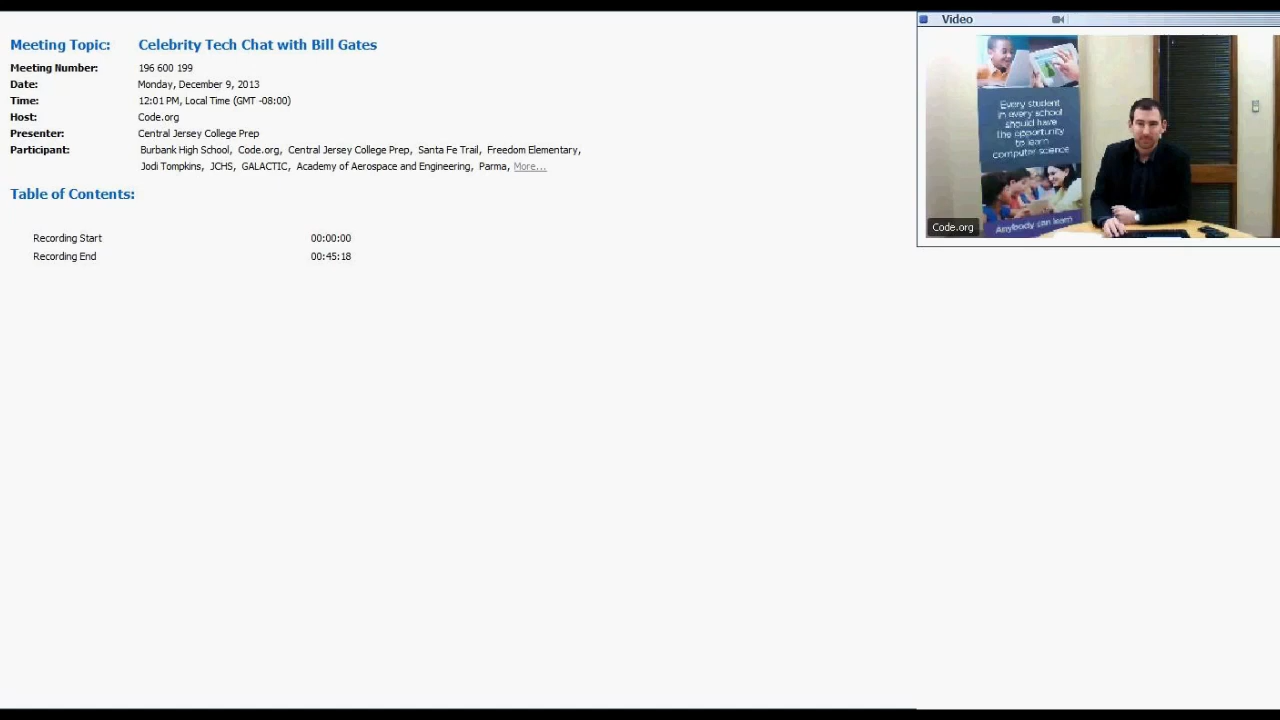 Meeting Topic: Celebrity Tech Chat with Bill Gates
Meeting Number: 196 600 199
Date: Monday, December 9, 2013
Time: 12:01 PM, Local Time (GMT -08:00)
Host: Code.org
Presenter: Central Jersey College Prep
Participant: Burbank High School, Code.org, Central Jersey College Prep, Santa Fe Trail, Freedom Elementary,
Jodi Tompkins, JCHS, GALACTIC, Academy of Aerospace and Engineering, Parma, More...
Table of Contents:
Recording Start 00:00:00
Recording End 00:45:18
Video
Every student
in every school
should have
the opportunity
to learn
computer science
Anybody can learn
Code.org